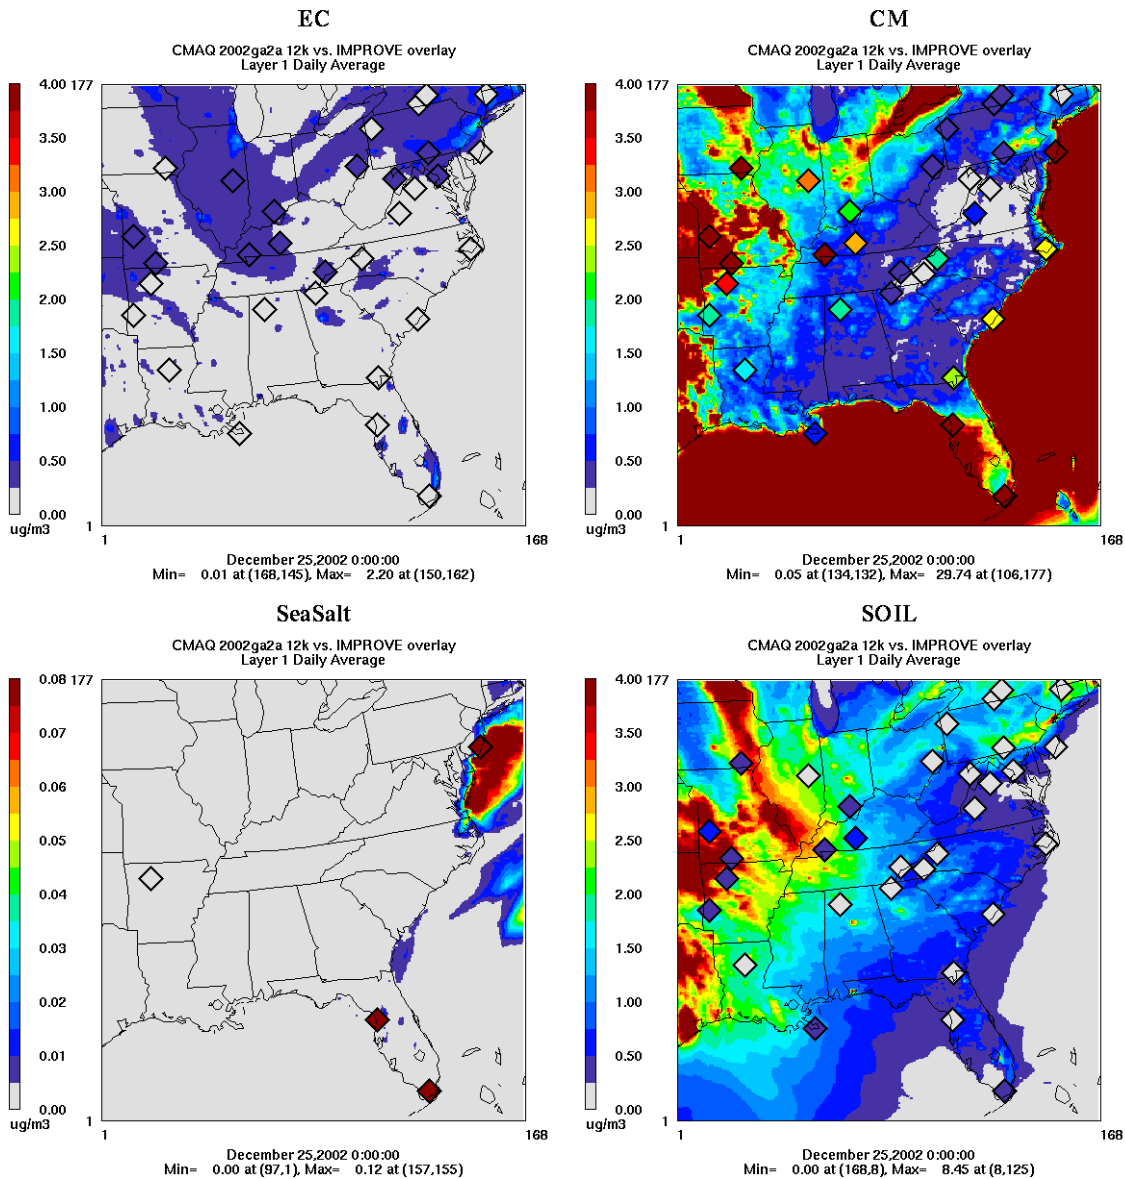 EC
CMAQ 2002ga2a 12k vs. IMPROVE overlay
Layer 1 Daily Average
4.00 177
3.50
3.00
2.50
2.00
1.50
1.00
0.50
0.00
ug/m3
1
1 168
December 25,2002 0:00:00
Min= 0.01 at (168,145), Max= 2.20 at (150,162)
CM
CMAQ 2002ga2a 12k vs. IMPROVE overlay
Layer 1 Daily Average
4.00 177
3.50
3.00
2.50
2.00
1.50
1.00
0.50
0.00
ug/m3
1
1 168
December 25,2002 0:00:00
Min= 0.05 at (134,132), Max= 29.74 at (106,177)
SeaSalt
CMAQ 2002ga2a 12k vs. IMPROVE overlay
Layer 1 Daily Average
0.08 177
0.07
0.06
0.05
0.04
0.03
0.02
0.01
0.00
ug/m3
1
1 168
December 25,2002 0:00:00
Min= 0.00 at (97,1), Max= 0.12 at (157,155)
SOIL
CMAQ 2002ga2a 12k vs. IMPROVE overlay
Layer 1 Daily Average
4.00 177
3.50
3.00
2.50
2.00
1.50
1.00
0.50
0.00
ug/m3
1
1 168
December 25,2002 0:00:00
Min= 0.00 at (168,8), Max= 8.45 at (8,125)